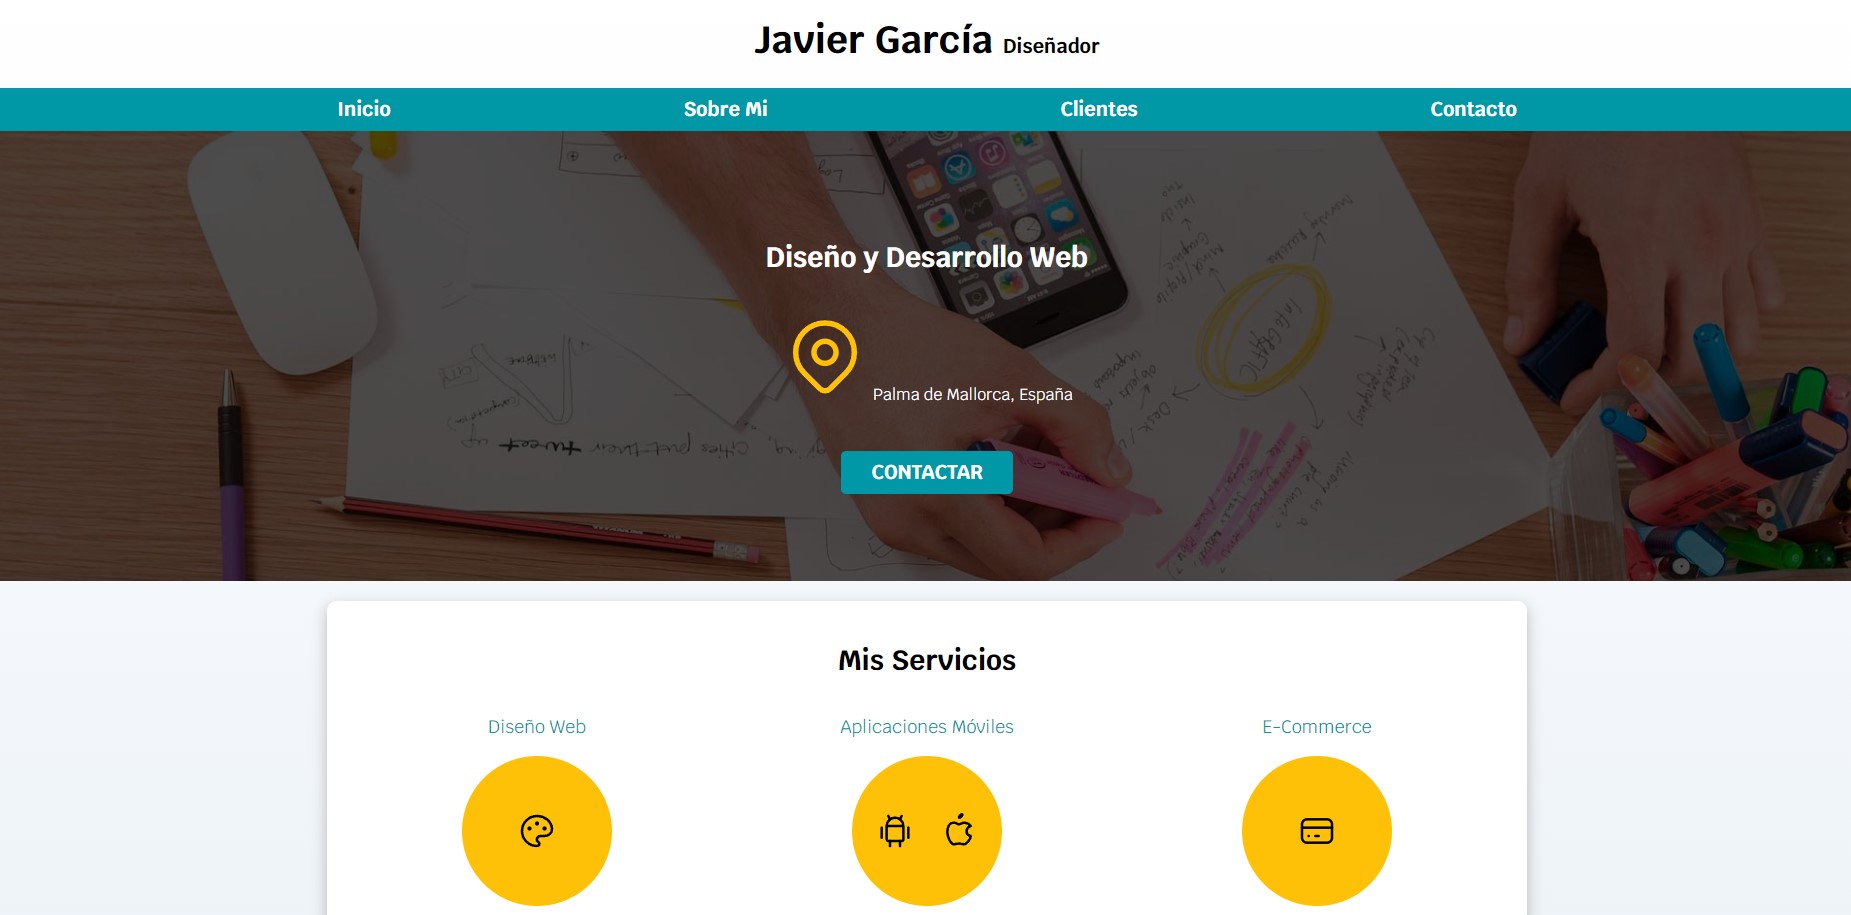 Javier García Diseñador
Inicio Sobre Mi Clientes Contacto
Diseño y Desarrollo Web
Palma de Mallorca, España
CONTACTAR
Mis Servicios
Diseño Web Aplicaciones Móviles E-Commerce